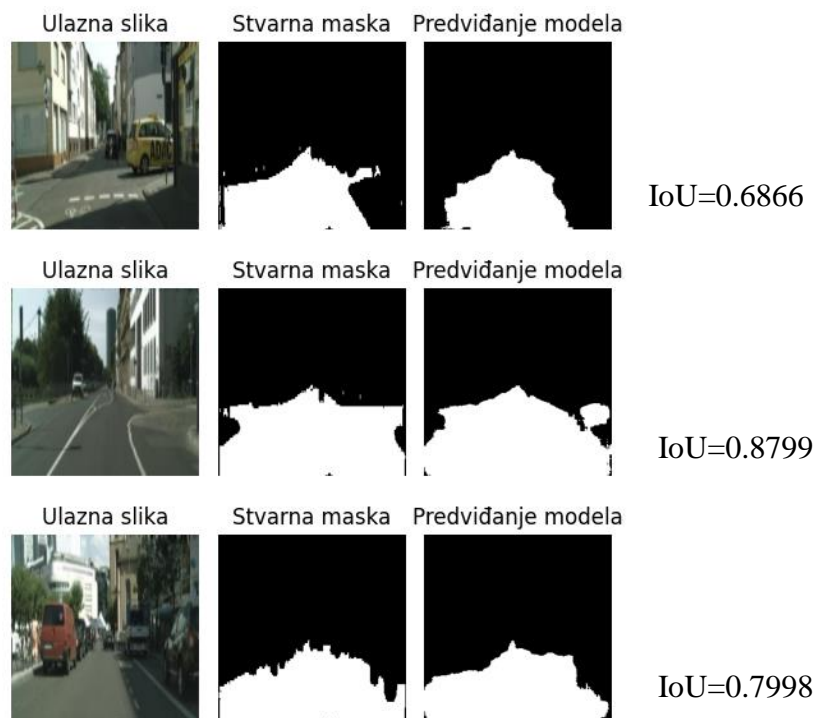 Ulazna slika Stvarna maska Predviđanje modela
IoU=0.6866
Ulazna slika Stvarna maska Predviđanje modela
IoU=0.8799
Ulazna slika Stvarna maska Predviđanje modela
IoU=0.7998